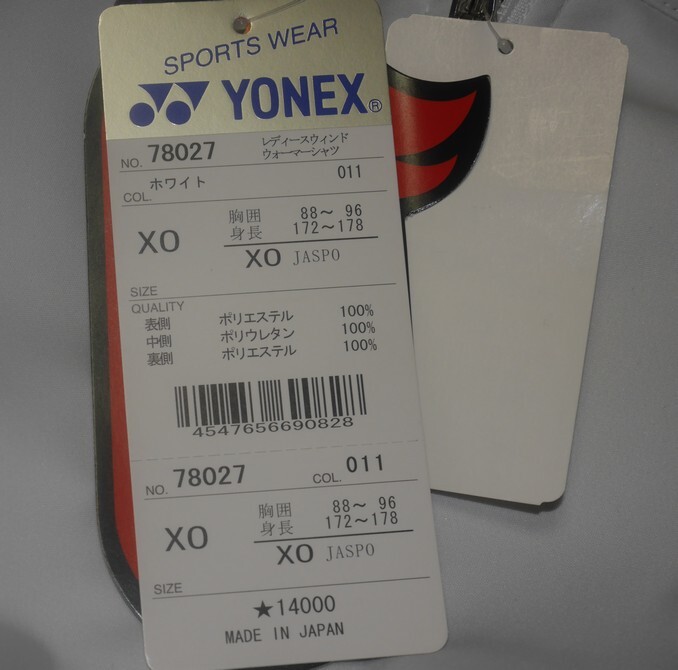 SPORTS WEAR
YONEX®
NO. 78027 レディースウィンド
ウォーマーシャツ
ホワイト 011
COL.
XO 胸囲 88～ 96
身長 172～178
XO JASPO
SIZE
QUALITY
表側 ポリエステル 100%
中側 ポリウレタン 100%
裏側 ポリエステル 100%
4547656690828
NO. 78027 COL. 011
XO 胸囲 88～ 96
身長 172～178
XO JASPO
SIZE
★14000
MADE IN JAPAN